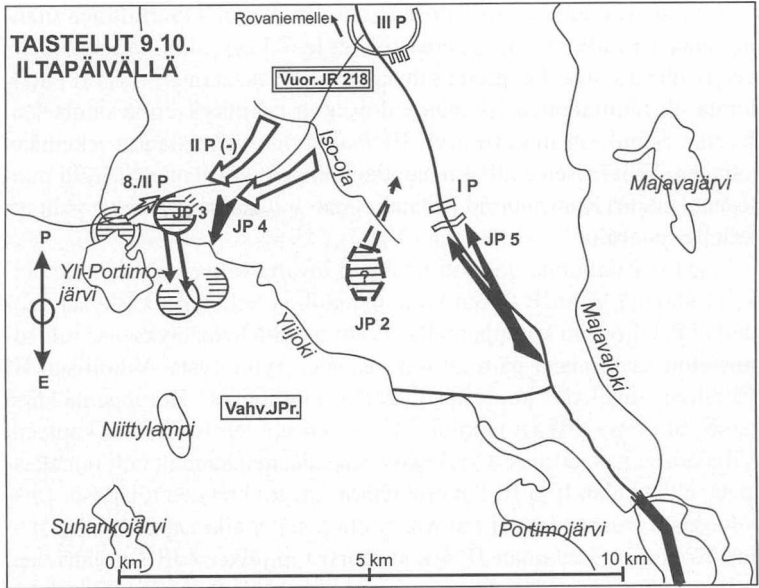 TAISTELUT 9.10.
ILTAPÄIVÄLLÄ
Rovaniemelle
III P
Vuor.JR 218
II P (-)
Iso-oja
8./II P
JP 3
JP 4
I P
JP 5
Majavajärvi
P
E
Yli-Portimo-
järvi
?
JP 2
Ylijoki
Majavajoki
Vahv.JPr.
Niittylampi
Suhankojärvi
Portimojärvi
0 km
5 km
10 km